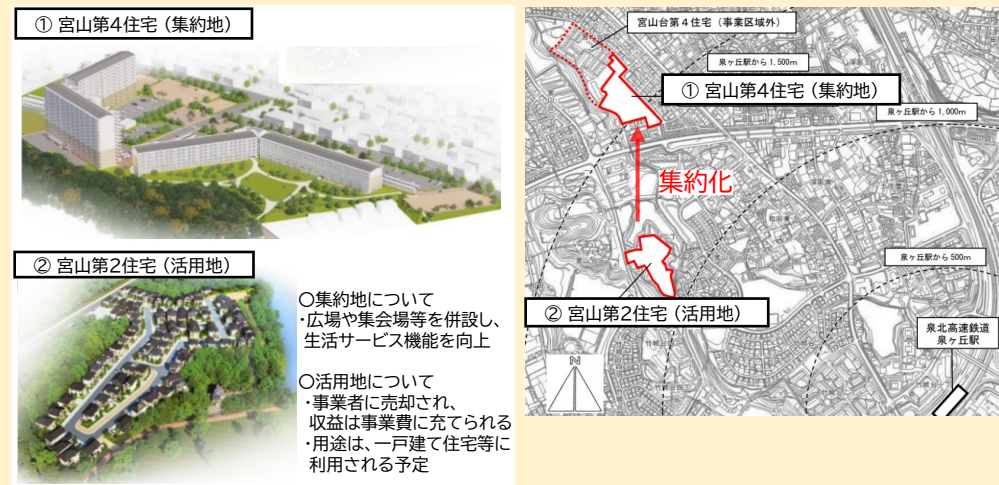 ① 宮山第4住宅（集約地）
② 宮山第2住宅（活用地）
〇集約地について
・広場や集会場等を併設し、
生活サービス機能を向上
〇活用地について
・事業者に売却され、
収益は事業費に充てられる
・用途は、一戸建て住宅等に
利用される予定
宮山台第４住宅（事業区域外）
泉ヶ丘駅から 1,500m
① 宮山第4住宅（集約地）
泉ヶ丘駅から 1,000m
集約化
泉ヶ丘駅から 500m
② 宮山第2住宅（活用地）
泉北高速鉄道
泉ヶ丘駅
N